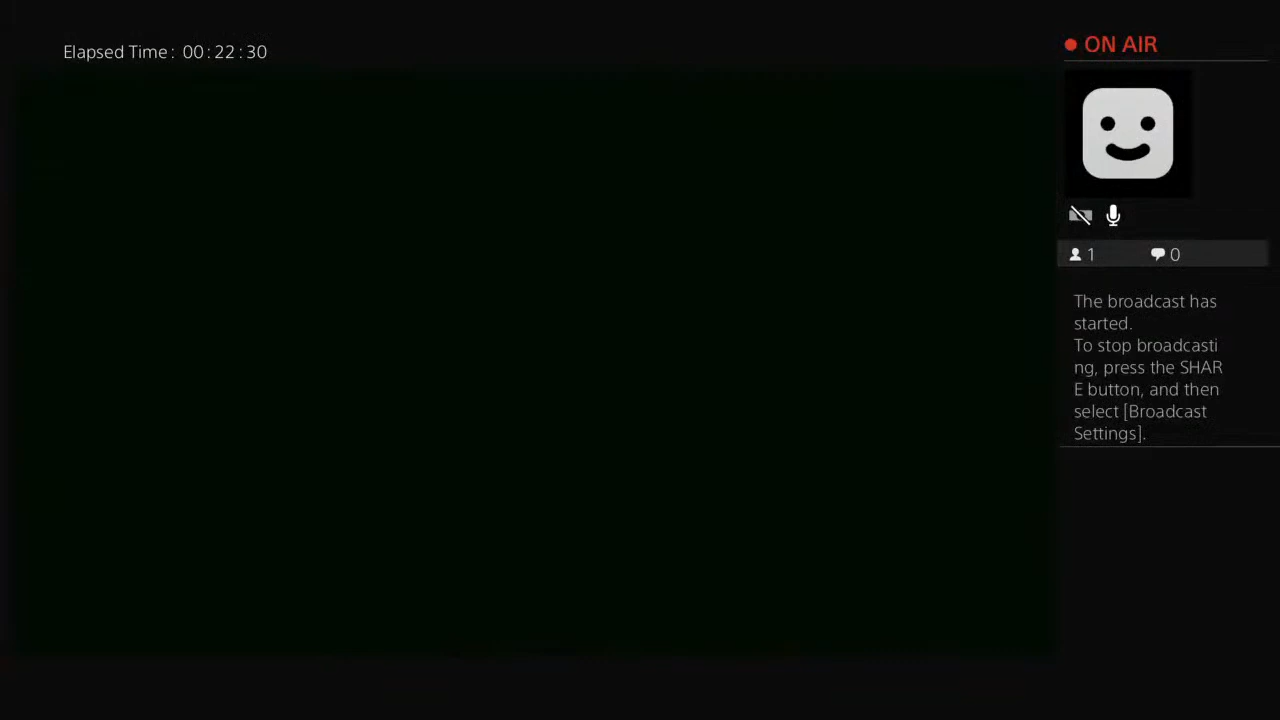 Elapsed Time: 00:22:30
ON AIR
1 0
The broadcast has
started.
To stop broadcasti
ng, press the SHAR
E button, and then
select [Broadcast
Settings].